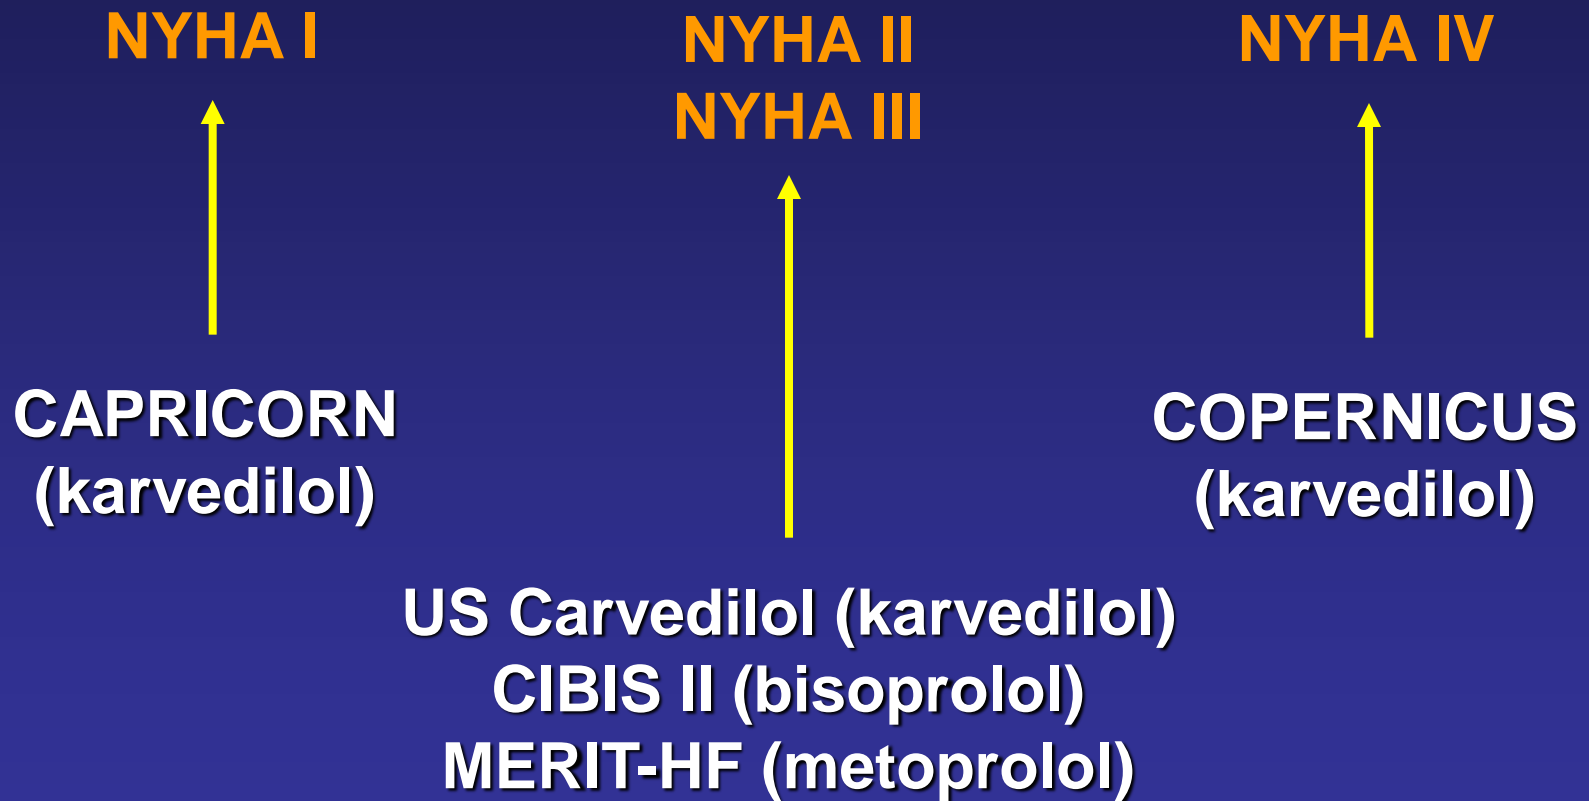 NYHA I
NYHA II
NYHA III
NYHA IV
CAPRICORN
(karvedilol)
COPERNICUS
(karvedilol)
US Carvedilol (karvedilol)
CIBIS II (bisoprolol)
MERIT-HF (metoprolol)